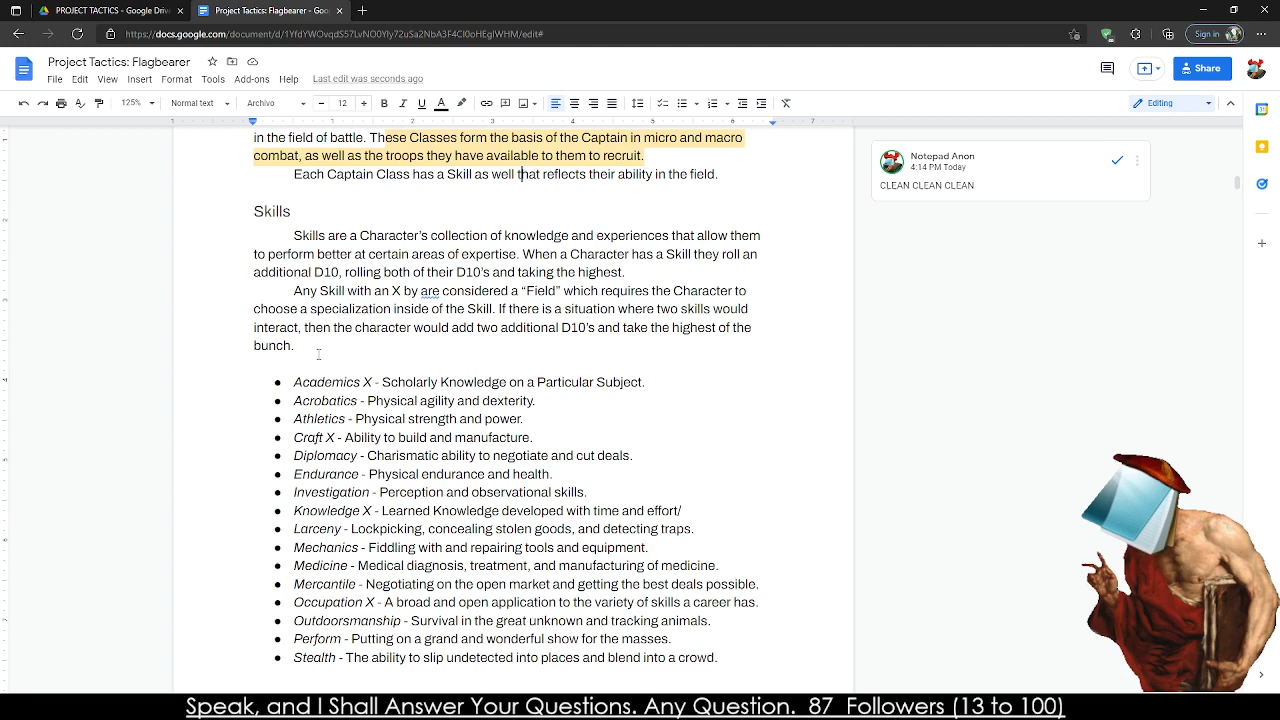 PROJECT TACTICS - Google Driv
Project Tactics: Flagbearer - Goo
https://docs.google.com/document/d/1YfdYWOvqdS57LvNO0Yly72uSa2NbA3F4CI0oHEgIWHM/edit#
Sign in
Project Tactics: Flagbearer
File Edit View Insert Format Tools Add-ons Help Last edit was seconds ago
Share
125% Normal text Archivo 12 Editing
in the field of battle. These Classes form the basis of the Captain in micro and macro
combat, as well as the troops they have available to them to recruit.
Each Captain Class has a Skill as well that reflects their ability in the field.
Notepad Anon
4:14 PM Today
CLEAN CLEAN CLEAN
Skills
Skills are a Character's collection of knowledge and experiences that allow them
to perform better at certain areas of expertise. When a Character has a Skill they roll an
additional D10, rolling both of their D10's and taking the highest.
Any Skill with an X by are considered a “Field” which requires the Character to
choose a specialization inside of the Skill. If there is a situation where two skills would
interact, then the character would add two additional D10's and take the highest of the
bunch.
● Academics X - Scholarly Knowledge on a Particular Subject.
● Acrobatics - Physical agility and dexterity.
● Athletics - Physical strength and power.
● Craft X - Ability to build and manufacture.
● Diplomacy - Charismatic ability to negotiate and cut deals.
● Endurance - Physical endurance and health.
● Investigation - Perception and observational skills.
● Knowledge X - Learned Knowledge developed with time and effort/
● Larceny - Lockpicking, concealing stolen goods, and detecting traps.
● Mechanics - Fiddling with and repairing tools and equipment.
● Medicine - Medical diagnosis, treatment, and manufacturing of medicine.
● Mercantile - Negotiating on the open market and getting the best deals possible.
● Occupation X - A broad and open application to the variety of skills a career has.
● Outdoorsmanship - Survival in the great unknown and tracking animals.
● Perform - Putting on a grand and wonderful show for the masses.
● Stealth - The ability to slip undetected into places and blend into a crowd.
Speak, and I Shall Answer Your Questions. Any Question. 87 Followers (13 to 100)